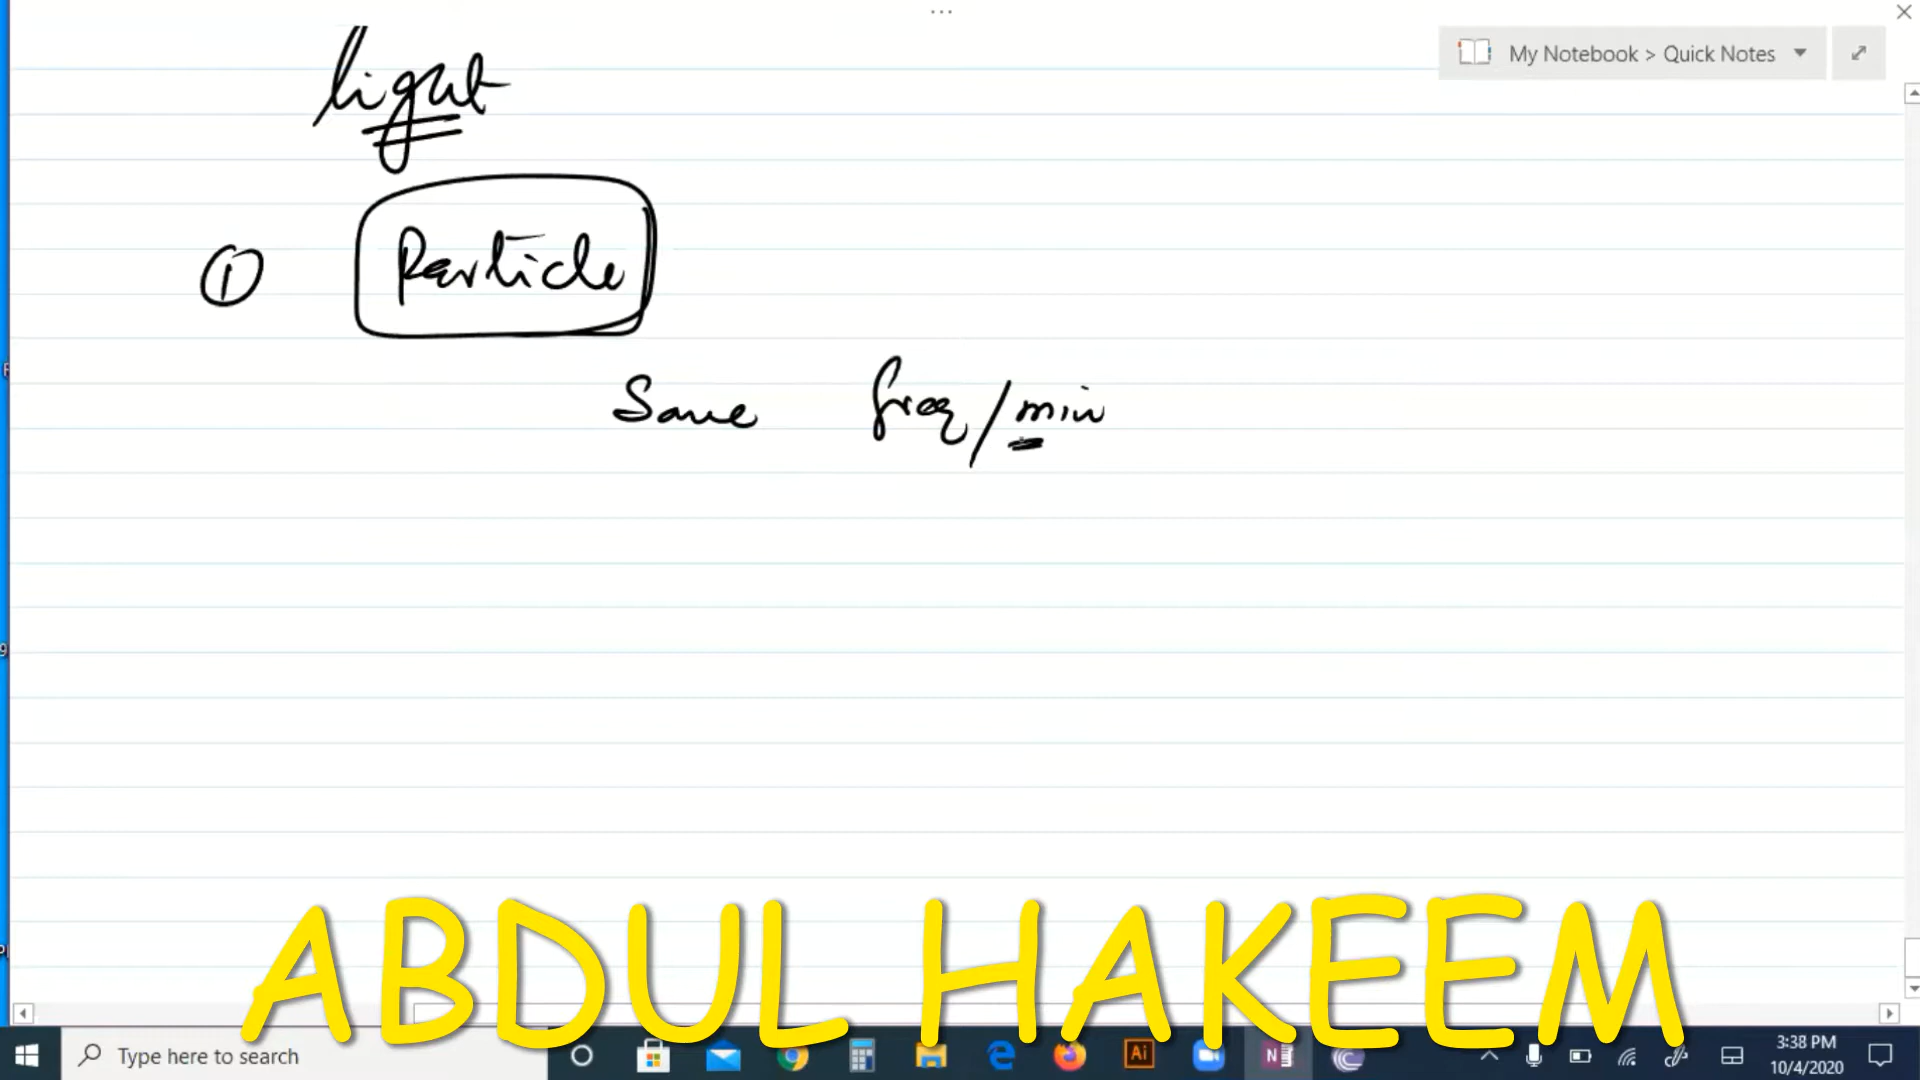 ...
My Notebook > Quick Notes
light
① Particle
Same freq/min
ABDUL HAKEEM
Type here to search
Ai
N
3:38 PM
10/4/2020